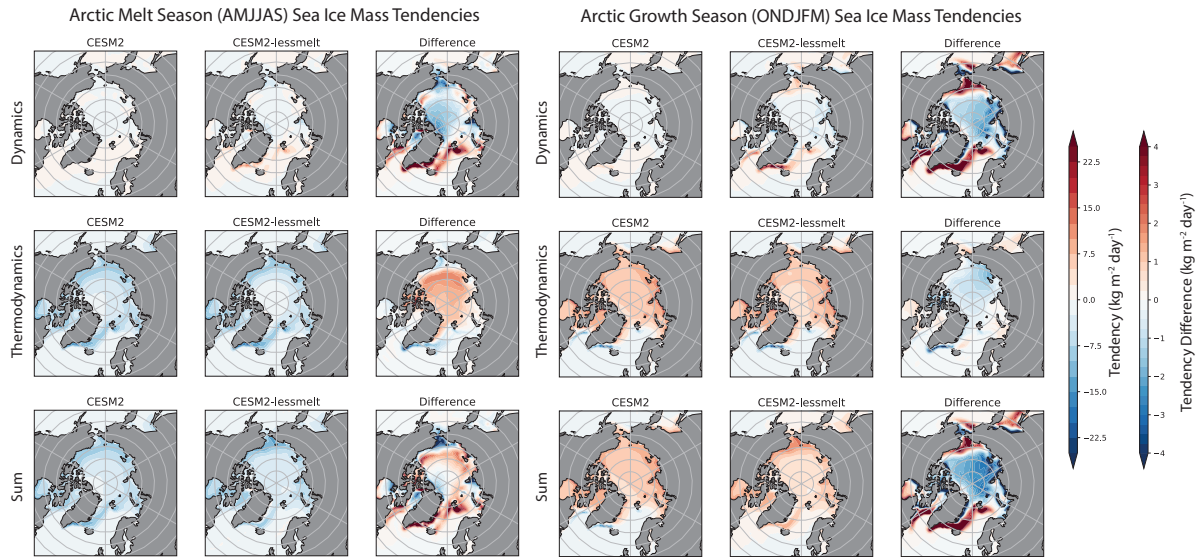 Arctic Melt Season (AMJJAS) Sea Ice Mass Tendencies
Arctic Growth Season (ONDJFM) Sea Ice Mass Tendencies
CESM2 CESM2-lessmelt Difference CESM2 CESM2-lessmelt Difference
Dynamics Dynamics
CESM2 CESM2-lessmelt Difference CESM2 CESM2-lessmelt Difference
Thermodynamics Thermodynamics
CESM2 CESM2-lessmelt Difference CESM2 CESM2-lessmelt Difference
Sum Sum
22.5
15.0
7.5
0.0
−7.5
−15.0
−22.5
Tendency (kg m⁻² day⁻¹)
4
3
2
1
0
−1
−2
−3
−4
Tendency Difference (kg m⁻² day⁻¹)